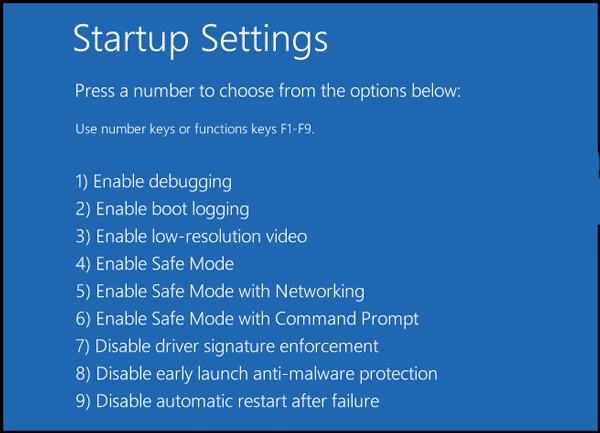 Startup Settings
Press a number to choose from the options below:
Use number keys or functions keys F1-F9.
1) Enable debugging
2) Enable boot logging
3) Enable low-resolution video
4) Enable Safe Mode
5) Enable Safe Mode with Networking
6) Enable Safe Mode with Command Prompt
7) Disable driver signature enforcement
8) Disable early launch anti-malware protection
9) Disable automatic restart after failure